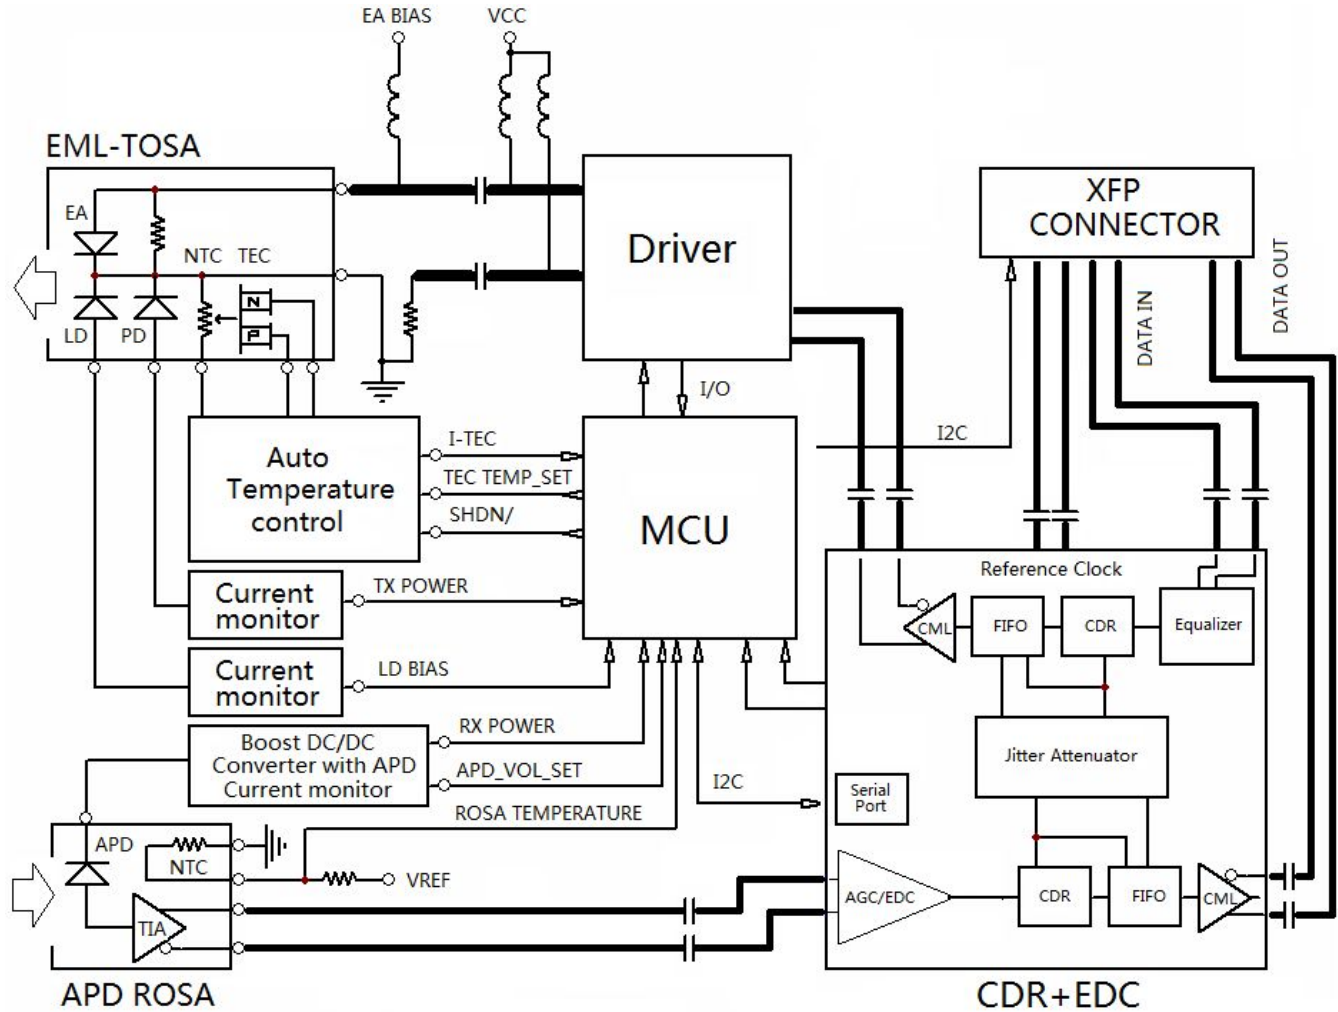 EA BIAS
VCC
EML-TOSA
XFP
CONNECTOR
EA
NTC
TEC
LD
PD
N
P
Driver
DATA IN
DATA OUT
I/O
I2C
Auto
Temperature
control
I-TEC
TEC TEMP_SET
SHDN/
MCU
Current
monitor
TX POWER
Current
monitor
LD BIAS
Boost DC/DC
Converter with APD
Current monitor
RX POWER
APD_VOL_SET
ROSA TEMPERATURE
I2C
Reference Clock
CML
FIFO
CDR
Equalizer
Jitter Attenuator
Serial
Port
AGC/EDC
CDR
FIFO
CML
APD
NTC
VREF
TIA
APD ROSA
CDR+EDC